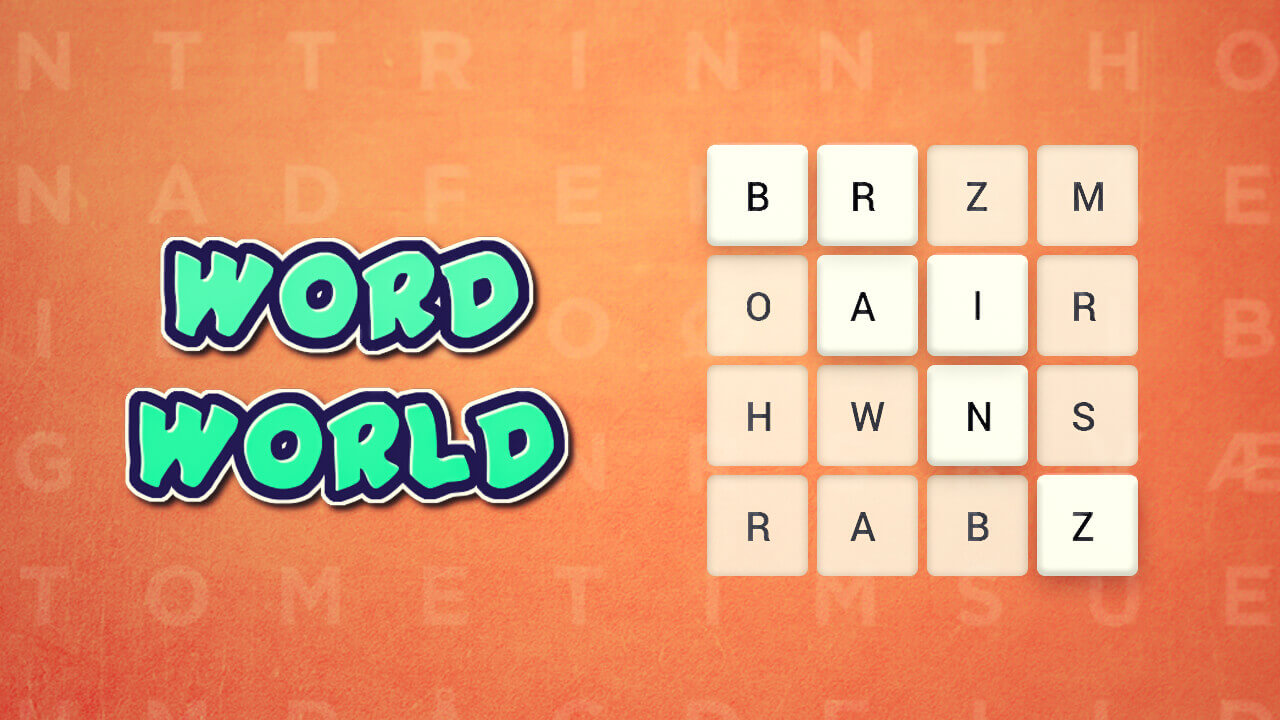 N T T R I N N T H O
N A D F E E
WORD
WORLD
B R Z M
O A I R
H W N S
R A B Z
I O B
G N Æ
T O M E T I M S U E